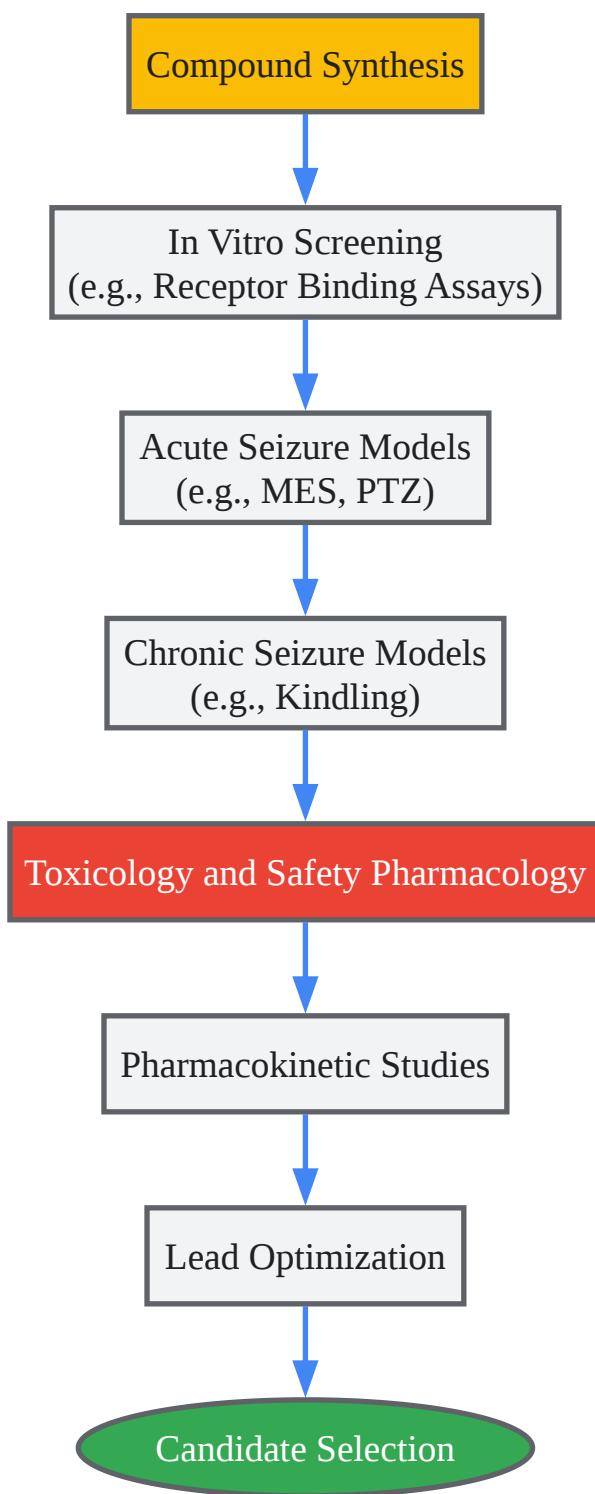 Compound Synthesis
In Vitro Screening
(e.g., Receptor Binding Assays)
Acute Seizure Models
(e.g., MES, PTZ)
Chronic Seizure Models
(e.g., Kindling)
Toxicology and Safety Pharmacology
Pharmacokinetic Studies
Lead Optimization
Candidate Selection